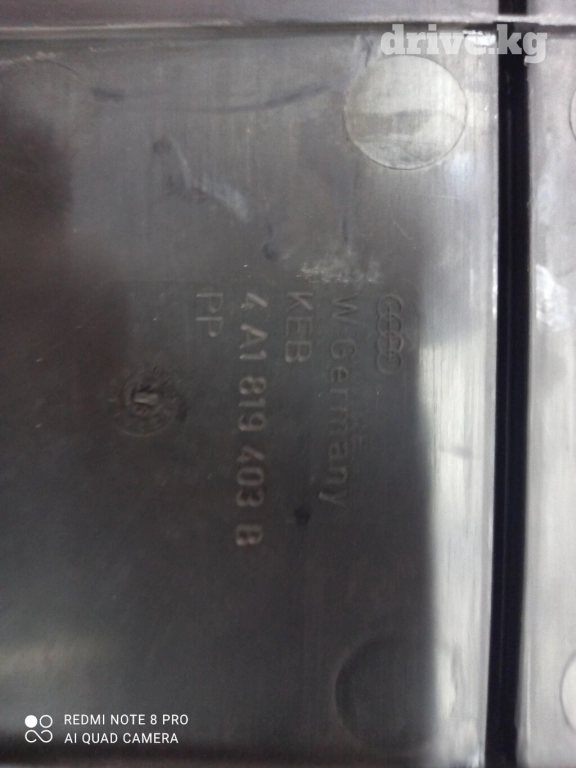 drive.kg
W Germany
KEB
4 A1 819 403 B
PP
REDMI NOTE 8 PRO
AI QUAD CAMERA